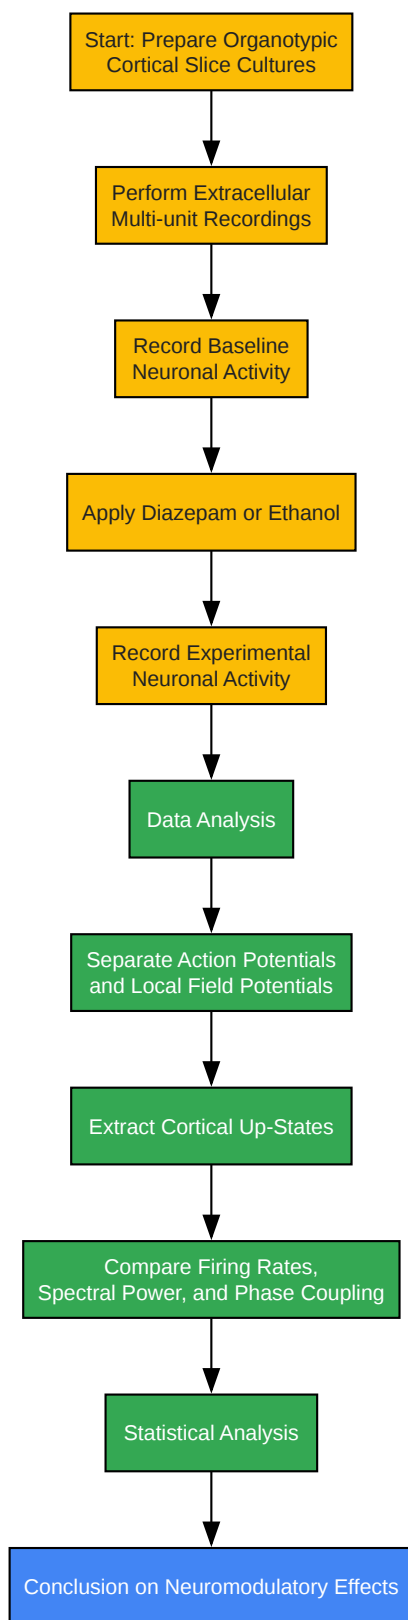 Start: Prepare Organotypic
Cortical Slice Cultures
Perform Extracellular
Multi-unit Recordings
Record Baseline
Neuronal Activity
Apply Diazepam or Ethanol
Record Experimental
Neuronal Activity
Data Analysis
Separate Action Potentials
and Local Field Potentials
Extract Cortical Up-States
Compare Firing Rates,
Spectral Power, and Phase Coupling
Statistical Analysis
Conclusion on Neuromodulatory Effects